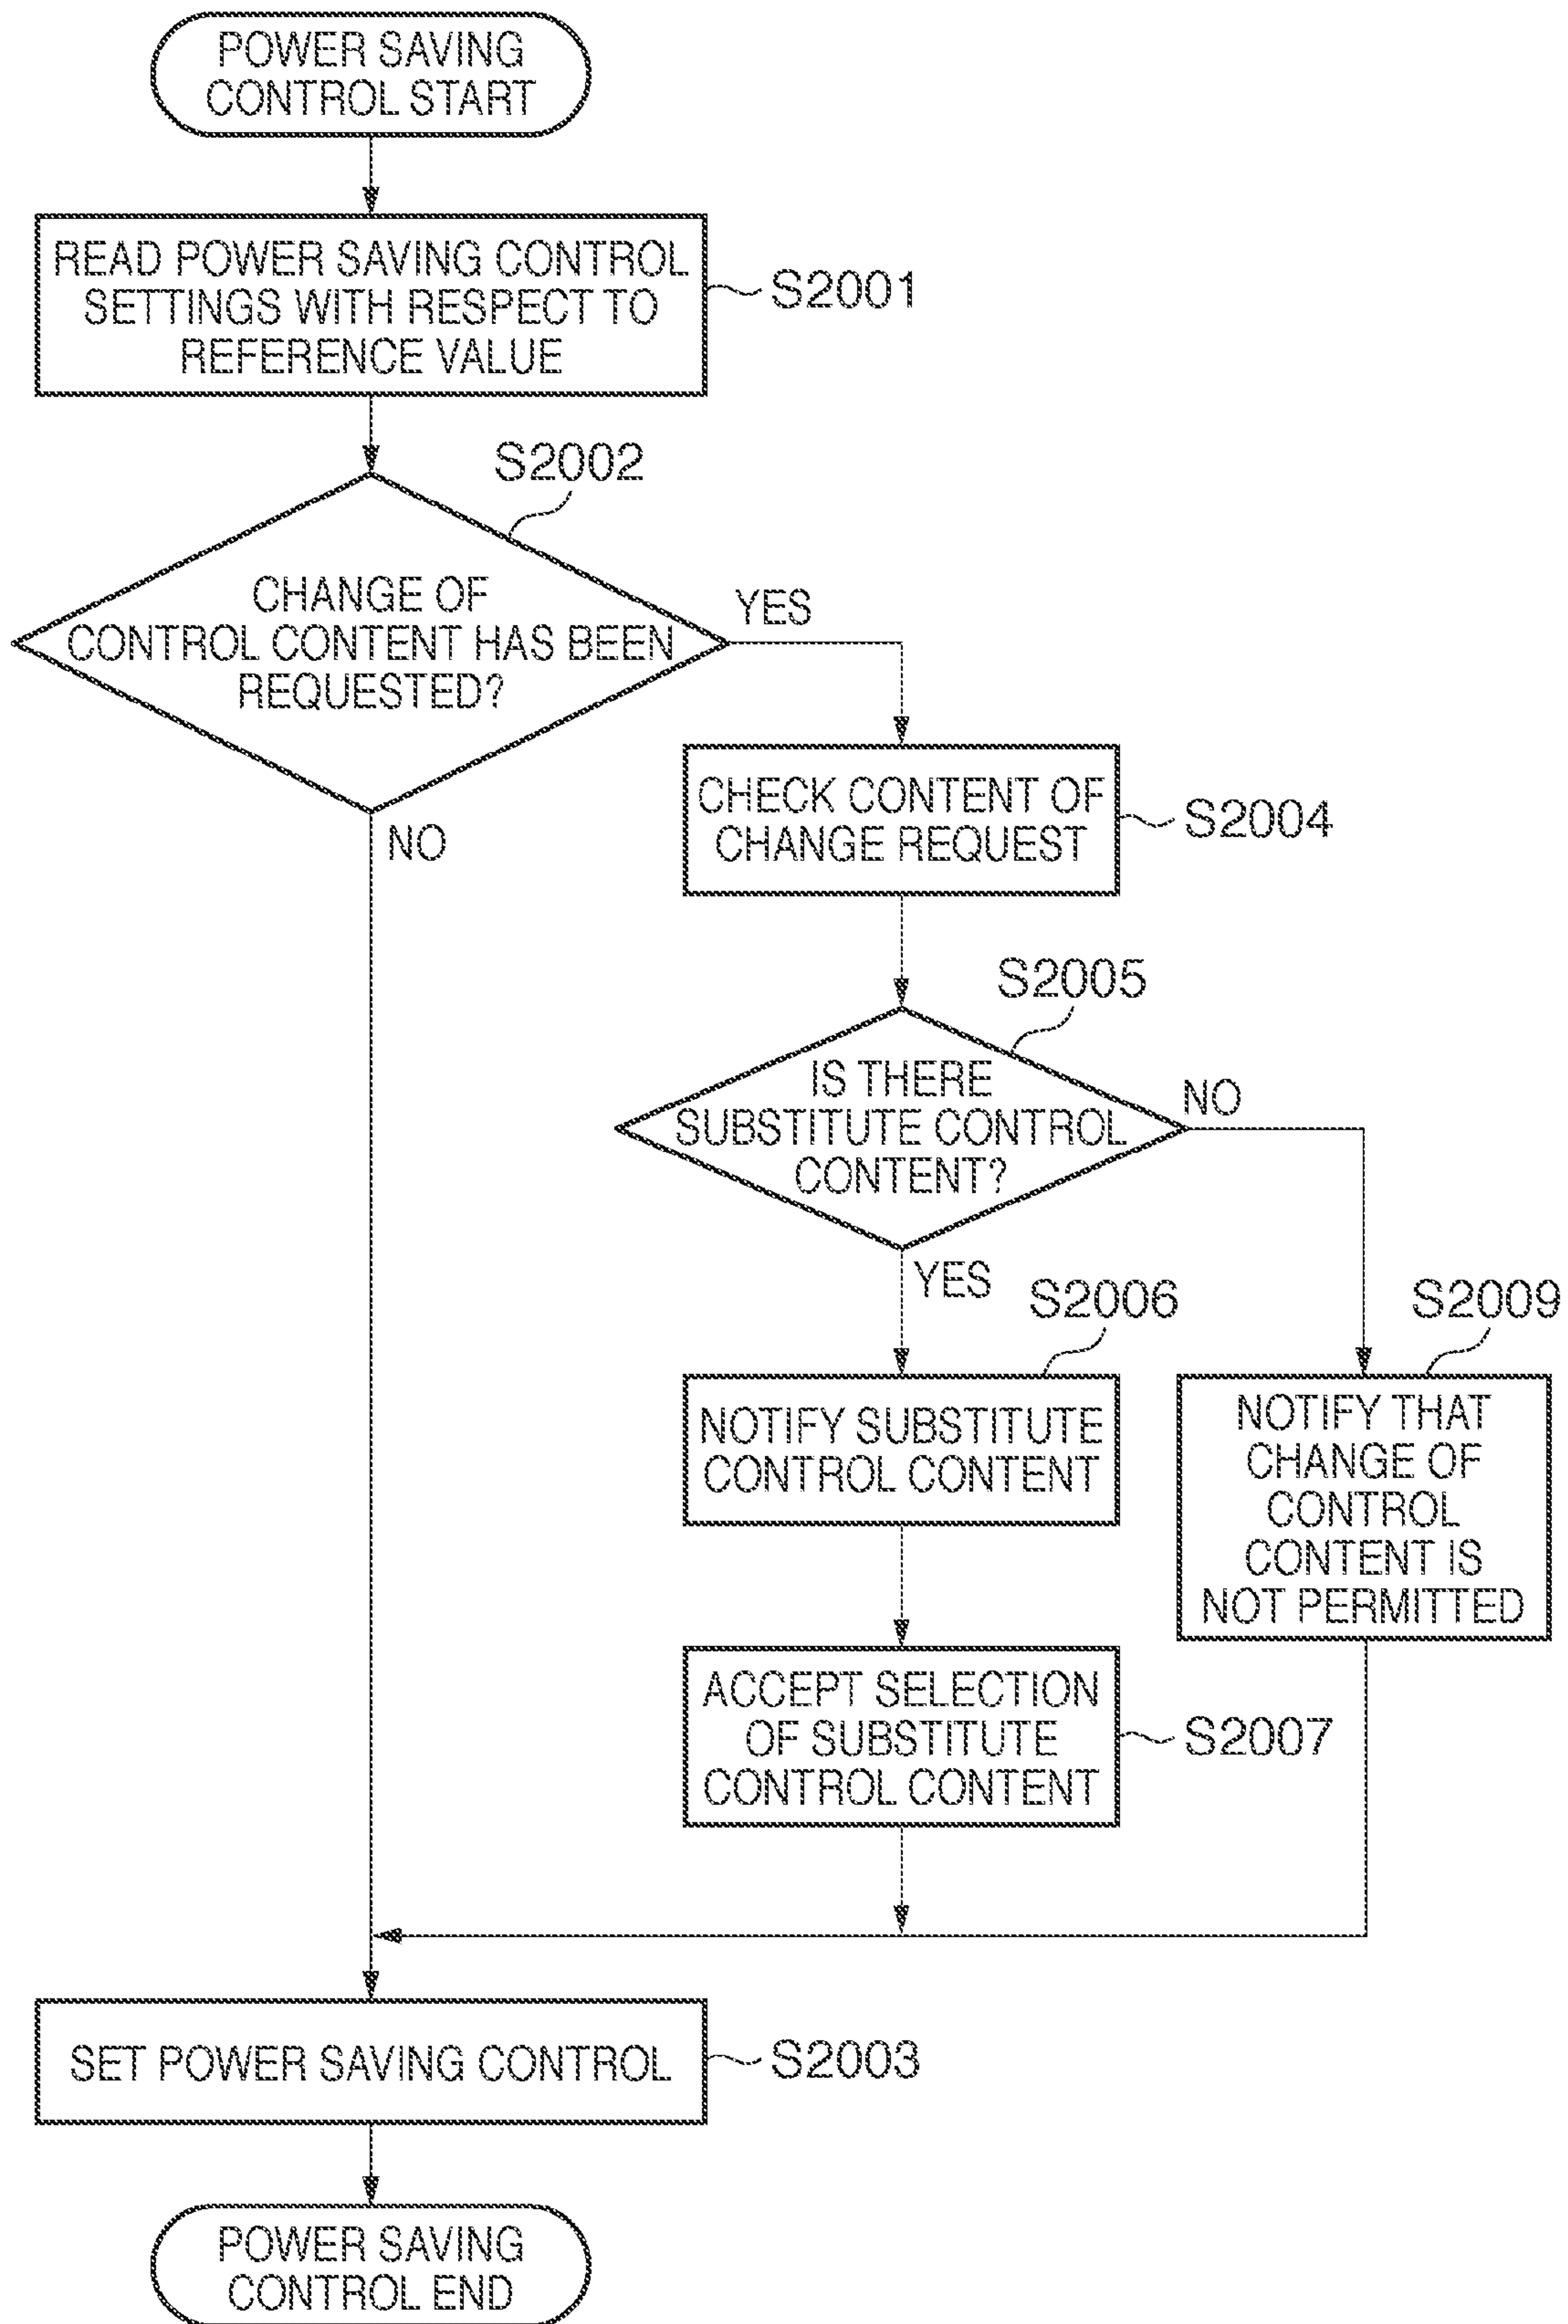 POWER SAVING
CONTROL START
READ POWER SAVING CONTROL
SETTINGS WITH RESPECT TO
REFERENCE VALUE
S2001
S2002
CHANGE OF
CONTROL CONTENT HAS BEEN
REQUESTED?
YES
NO
CHECK CONTENT OF
CHANGE REQUEST
S2004
S2005
IS THERE
SUBSTITUTE CONTROL
CONTENT?
NO
YES
S2006
NOTIFY SUBSTITUTE
CONTROL CONTENT
S2009
NOTIFY THAT
CHANGE OF
CONTROL
CONTENT IS
NOT PERMITTED
ACCEPT SELECTION
OF SUBSTITUTE
CONTROL CONTENT
S2007
SET POWER SAVING CONTROL
S2003
POWER SAVING
CONTROL END